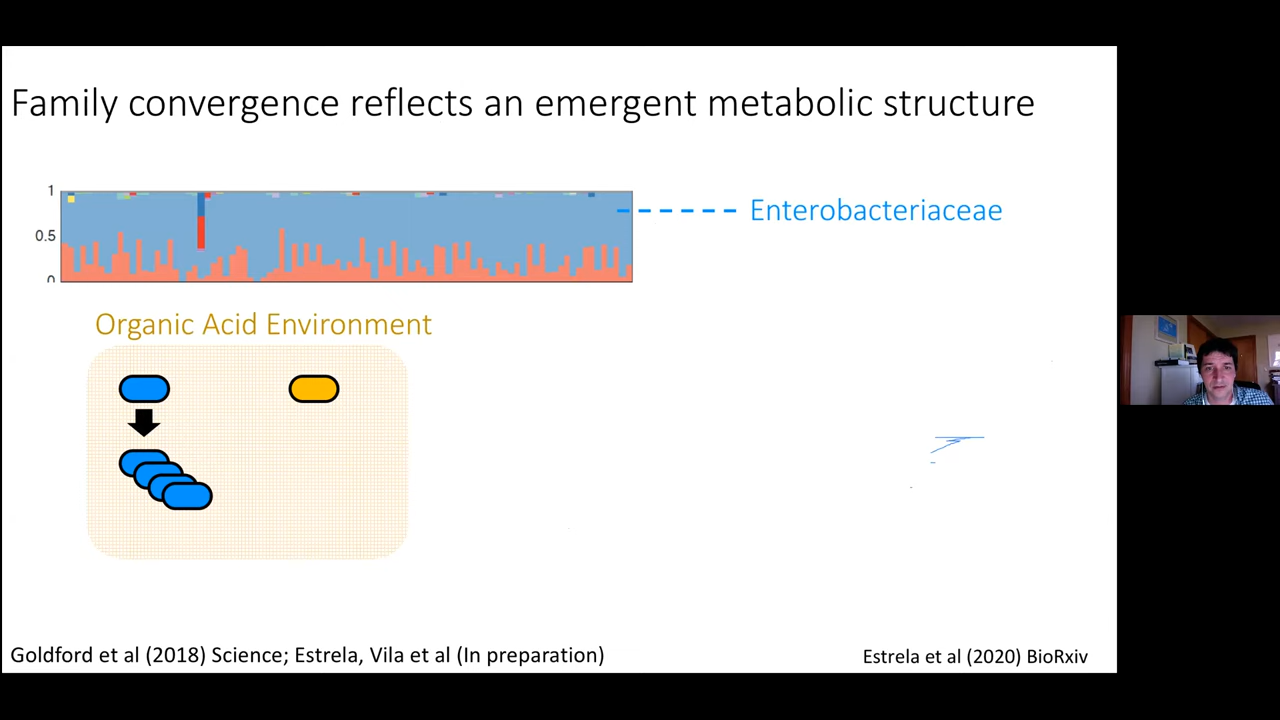 Family convergence reflects an emergent metabolic structure
1
0.5
0
Enterobacteriaceae
Organic Acid Environment
Goldford et al (2018) Science; Estrela, Vila et al (In preparation)
Estrela et al (2020) BioRxiv